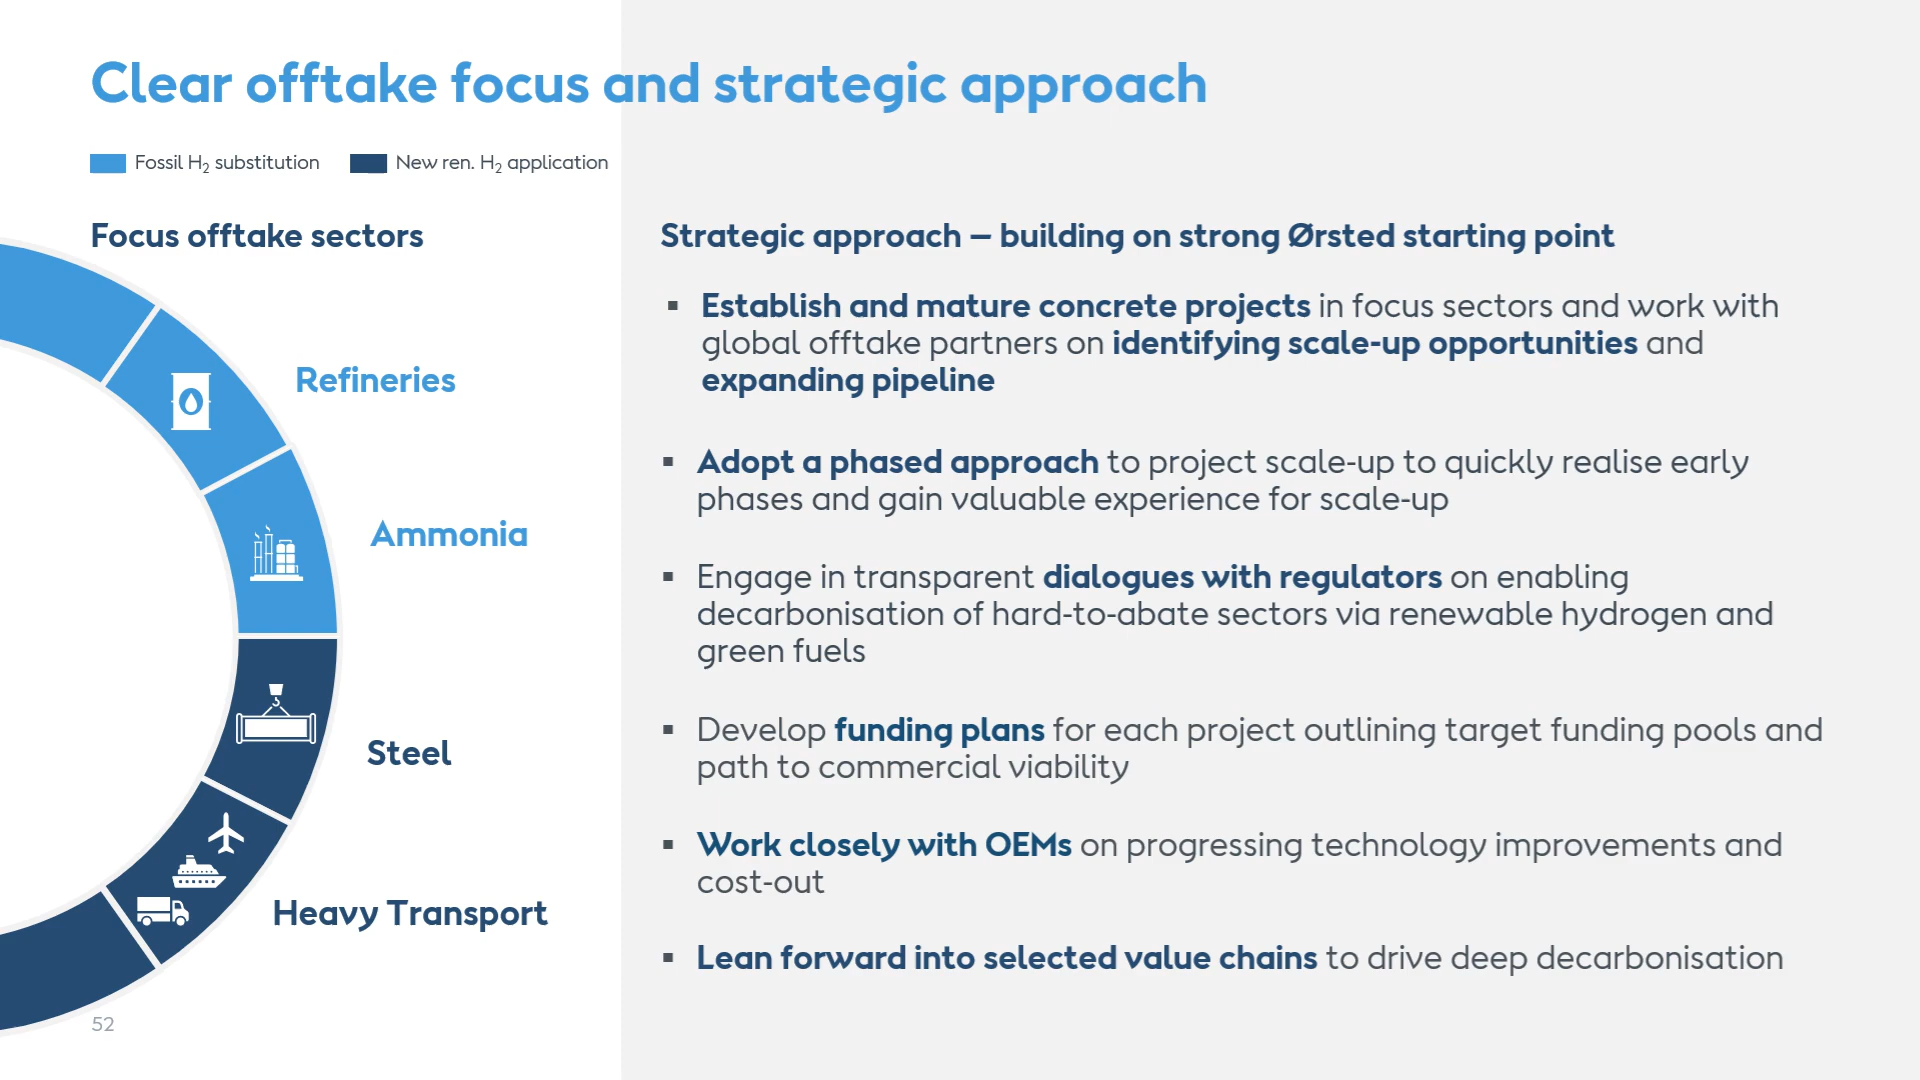 Clear offtake focus and strategic approach
Fossil H₂ substitution
New ren. H₂ application
Focus offtake sectors
Refineries
Ammonia
Steel
Heavy Transport
Strategic approach – building on strong Ørsted starting point
▪ Establish and mature concrete projects in focus sectors and work with
global offtake partners on identifying scale-up opportunities and
expanding pipeline
▪ Adopt a phased approach to project scale-up to quickly realise early
phases and gain valuable experience for scale-up
▪ Engage in transparent dialogues with regulators on enabling
decarbonisation of hard-to-abate sectors via renewable hydrogen and
green fuels
▪ Develop funding plans for each project outlining target funding pools and
path to commercial viability
▪ Work closely with OEMs on progressing technology improvements and
cost-out
▪ Lean forward into selected value chains to drive deep decarbonisation
52